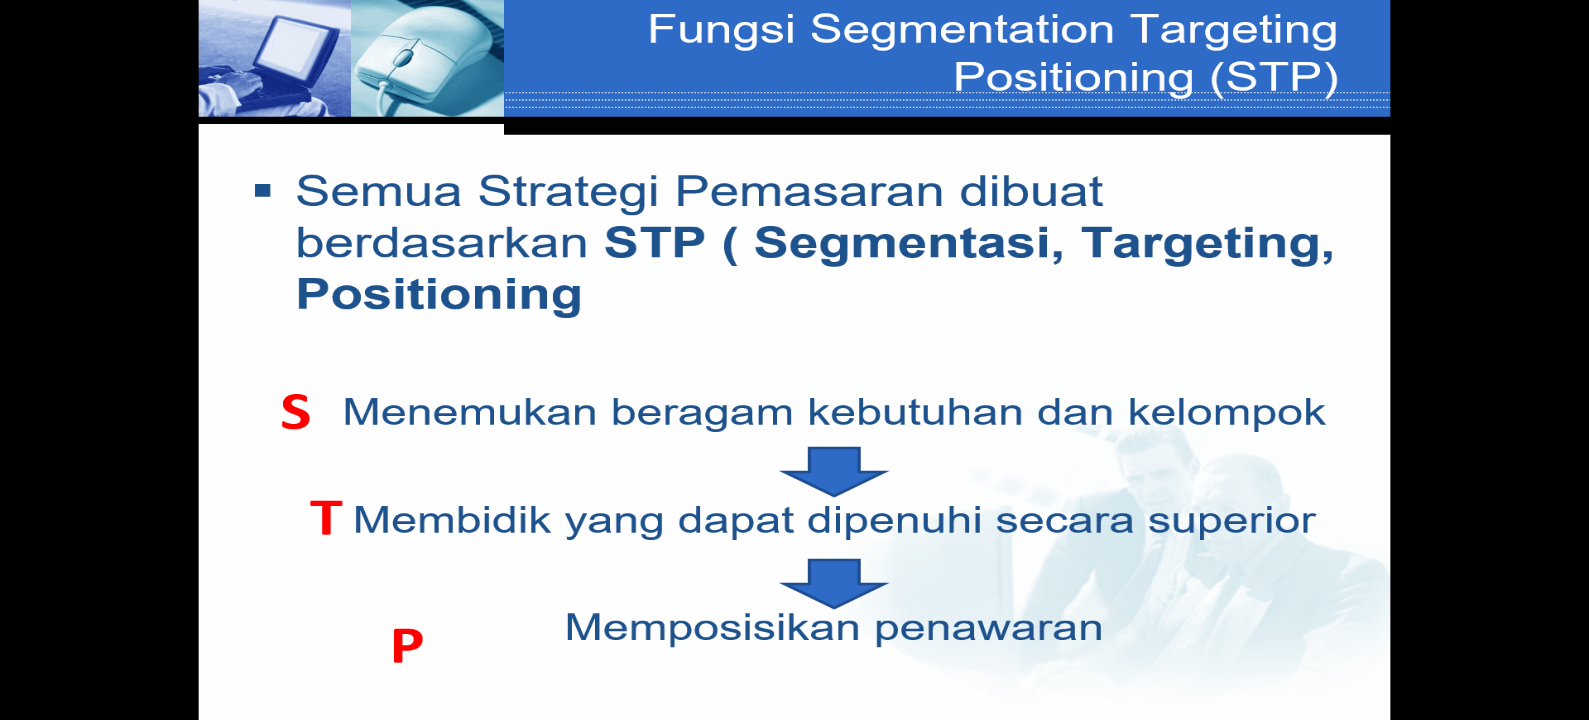 Fungsi Segmentation Targeting
Positioning (STP)
Semua Strategi Pemasaran dibuat
berdasarkan STP ( Segmentasi, Targeting,
Positioning
S Menemukan beragam kebutuhan dan kelompok
T Membidik yang dapat dipenuhi secara superior
P Memposisikan penawaran